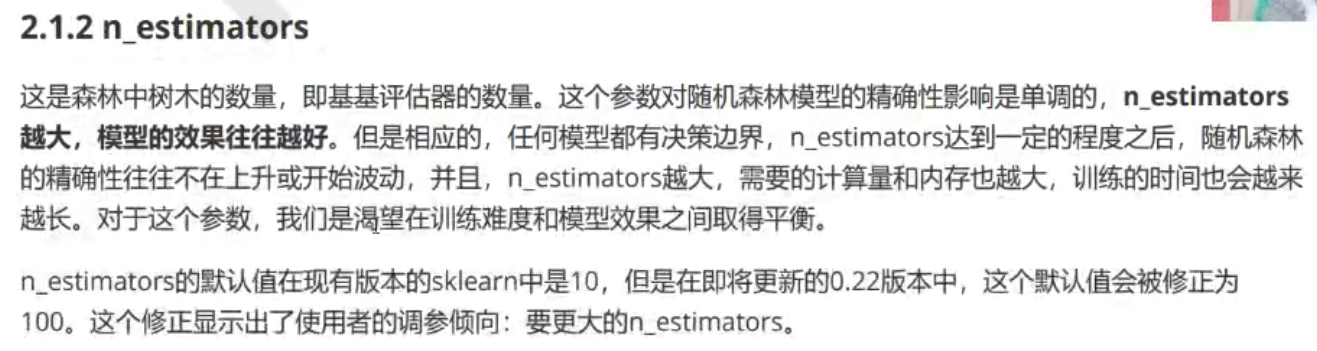 2.1.2 n_estimators
这是森林中树木的数量，即基基评估器的数量。这个参数对随机森林模型的精确性影响是单调的，n_estimators
越大，模型的效果往往越好。但是相应的，任何模型都有决策边界，n_estimators达到一定的程度之后，随机森林
的精确性往往不在上升或开始波动，并且，n_estimators越大，需要的计算量和内存也越大，训练的时间也会越来
越长。对于这个参数，我们是渴望在训练难度和模型效果之间取得平衡。
n_estimators的默认值在现有版本的sklearn中是10，但是在即将更新的0.22版本中，这个默认值会被修正为
100。这个修正显示出了使用者的调参倾向：要更大的n_estimators。